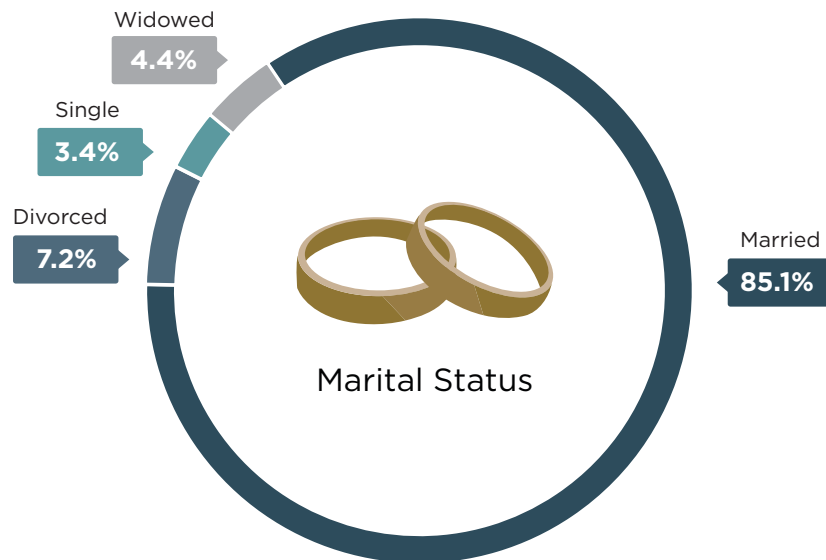 Widowed
4.4%
Single
3.4%
Divorced
7.2%
Married
85.1%
Marital Status